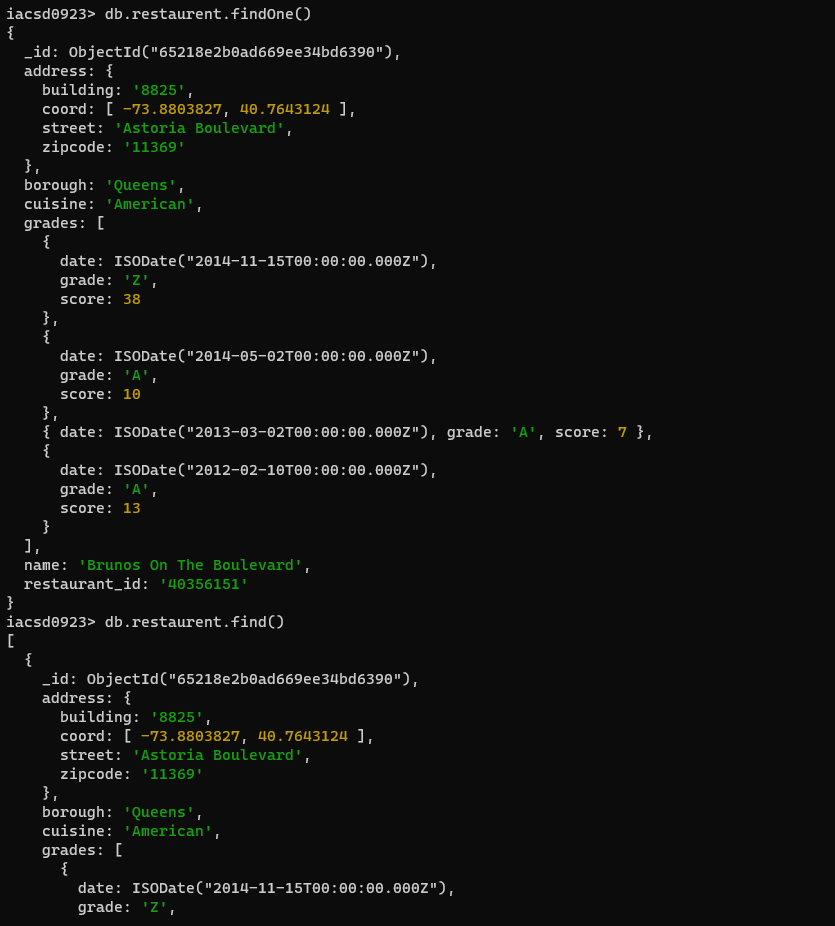 iacsd0923> db.restaurent.findOne()
{
  _id: ObjectId("65218e2b0ad669ee34bd6390"),
  address: {
    building: '8825',
    coord: [ -73.8803827, 40.7643124 ],
    street: 'Astoria Boulevard',
    zipcode: '11369'
  },
  borough: 'Queens',
  cuisine: 'American',
  grades: [
    {
      date: ISODate("2014-11-15T00:00:00.000Z"),
      grade: 'Z',
      score: 38
    },
    {
      date: ISODate("2014-05-02T00:00:00.000Z"),
      grade: 'A',
      score: 10
    },
    { date: ISODate("2013-03-02T00:00:00.000Z"), grade: 'A', score: 7 },
    {
      date: ISODate("2012-02-10T00:00:00.000Z"),
      grade: 'A',
      score: 13
    }
  ],
  name: 'Brunos On The Boulevard',
  restaurant_id: '40356151'
}
iacsd0923> db.restaurent.find()
[
  {
    _id: ObjectId("65218e2b0ad669ee34bd6390"),
    address: {
      building: '8825',
      coord: [ -73.8803827, 40.7643124 ],
      street: 'Astoria Boulevard',
      zipcode: '11369'
    },
    borough: 'Queens',
    cuisine: 'American',
    grades: [
      {
        date: ISODate("2014-11-15T00:00:00.000Z"),
        grade: 'Z',